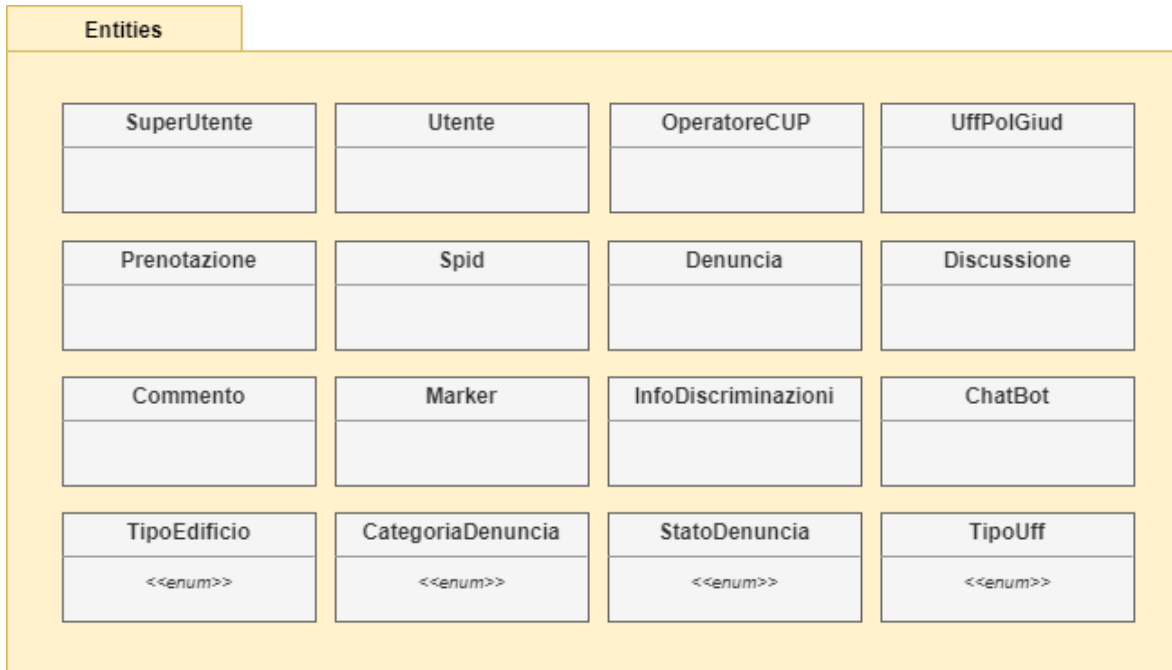 Entities
SuperUtente
Utente
OperatoreCUP
UffPolGiud
Prenotazione
Spid
Denuncia
Discussione
Commento
Marker
InfoDiscriminazioni
ChatBot
TipoEdificio
CategoriaDenuncia
StatoDenuncia
TipoUff
<<enum>>
<<enum>>
<<enum>>
<<enum>>